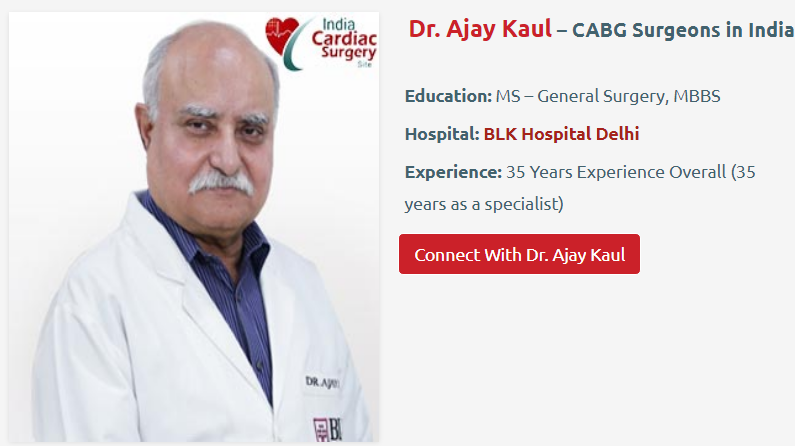 India
Cardiac
Surgery
Site
Dr. Ajay Kaul – CABG Surgeons in India
Education: MS – General Surgery, MBBS
Hospital: BLK Hospital Delhi
Experience: 35 Years Experience Overall (35
years as a specialist)
Connect With Dr. Ajay Kaul
DR. AJAY